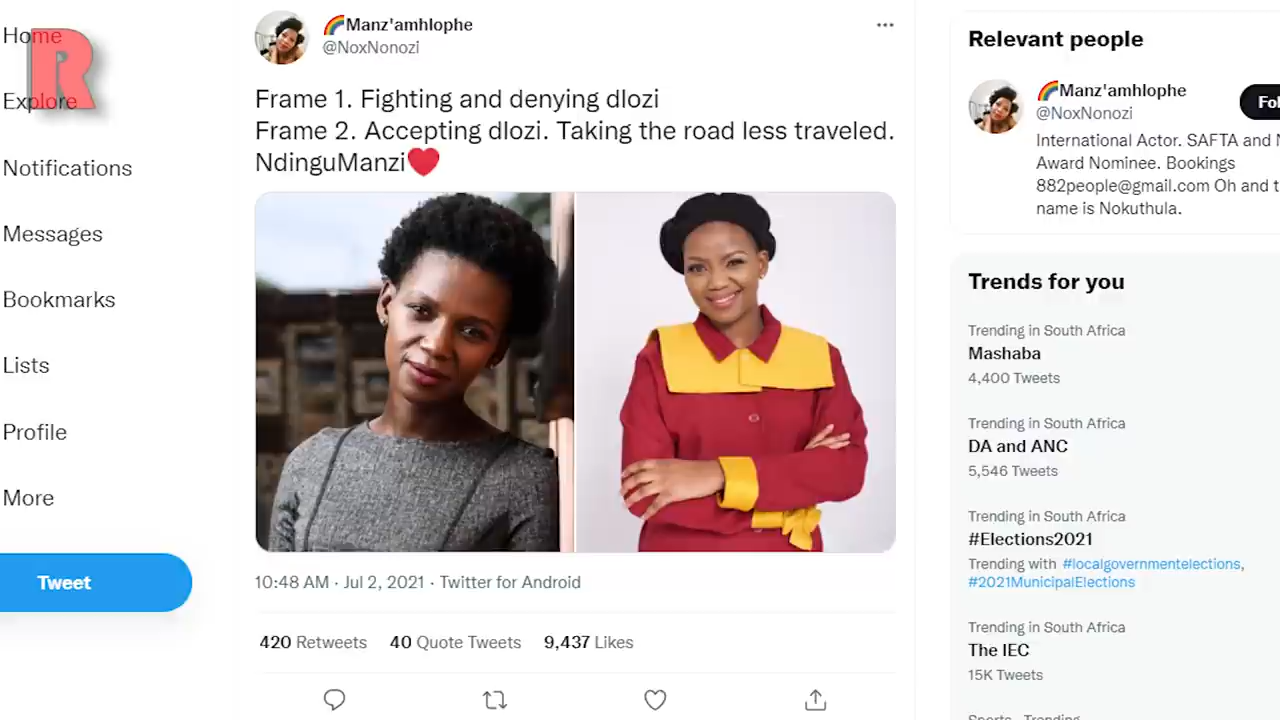 Home
Explore
Notifications
Messages
Bookmarks
Lists
Profile
More
Tweet
R
🌈Manz'amhlophe
@NoxNonozi
Frame 1. Fighting and denying dlozi
Frame 2. Accepting dlozi. Taking the road less traveled.
NdinguManzi❤️
10:48 AM · Jul 2, 2021 · Twitter for Android
420 Retweets 40 Quote Tweets 9,437 Likes
Relevant people
🌈Manz'amhlophe
@NoxNonozi
Fol
International Actor. SAFTA and
Award Nominee. Bookings
882people@gmail.com Oh and t
name is Nokuthula.
Trends for you
Trending in South Africa
Mashaba
4,400 Tweets
Trending in South Africa
DA and ANC
5,546 Tweets
Trending in South Africa
#Elections2021
Trending with #localgovernmentelections,
#2021MunicipalElections
Trending in South Africa
The IEC
15K Tweets
Sports · Trending